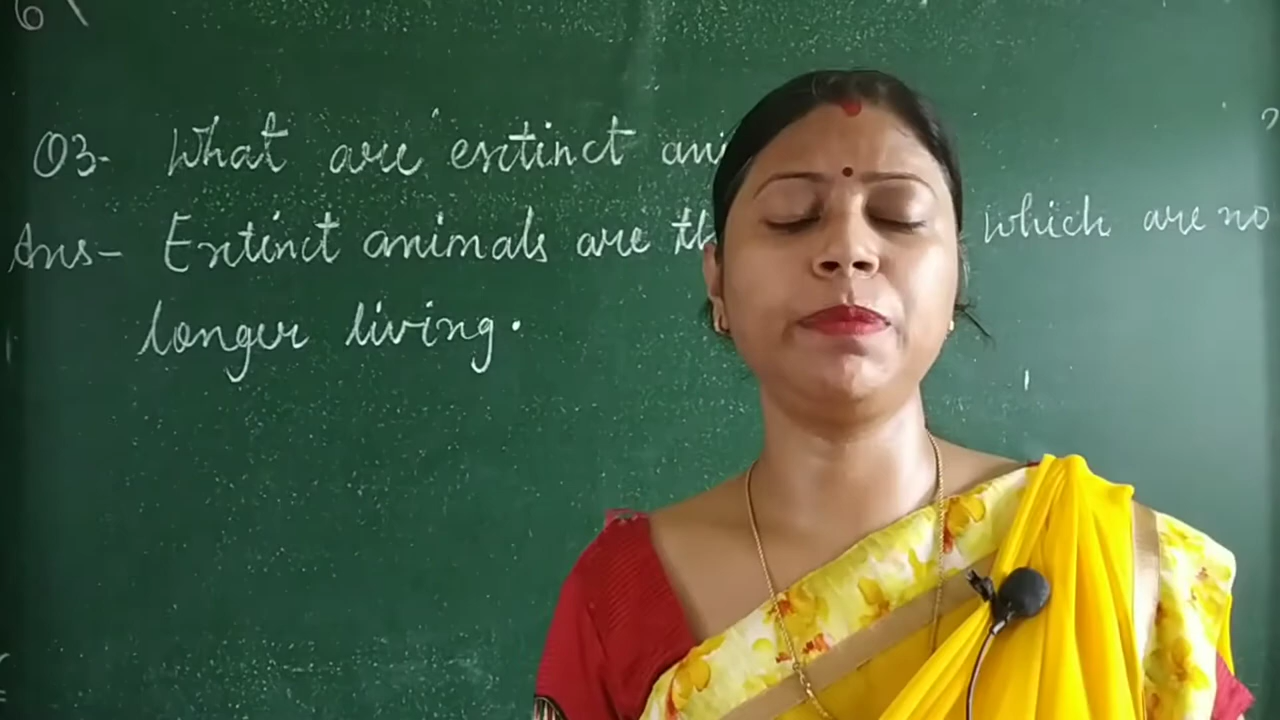 6
Q3- What are extinct ani ?
Ans- Extinct animals are th which are no
longer living.